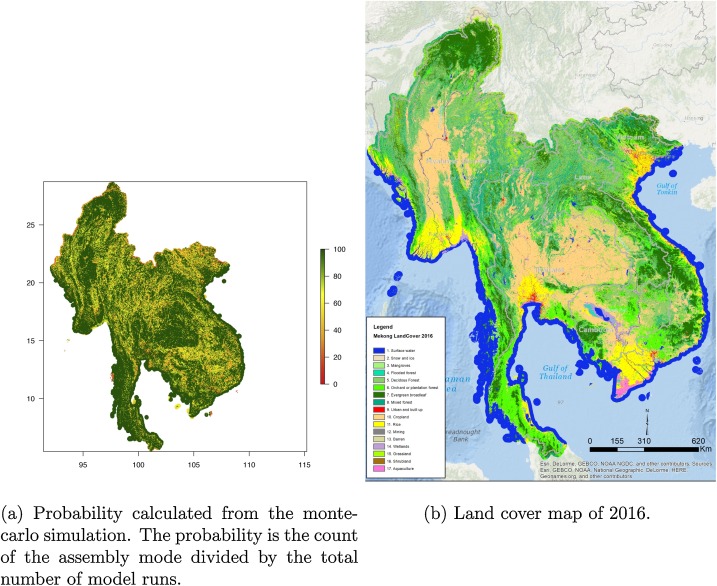 25
20
15
10
95
100
105
110
115
100
80
60
40
20
0
Gulf of
Tonkin
Laos
Gulf of
Thailand
Legend
Mekong LandCover 2016
1. Surface water
2. Snow and ice
3. Mangroves
4. Flooded forest
5. Deciduous Forest
6. Orchard or plantation forest
7. Evergreen broadleaf
8. Mixed forest
9. Urban and built up
10. Cropland
11. Rice
12. Mining
13. Barren
14. Wetlands
15. Grassland
16. Shrubland
17. Aquaculture
Bank
N
0 155 310 620
Km
Esri, DeLorme, GEBCO, NOAA NGDC, and other contributors, Sources:
Esri, GEBCO, NOAA, National Geographic, DeLorme, HERE,
Geonames.org, and other contributors
(a) Probability calculated from the monte-
carlo simulation. The probability is the count
of the assembly mode divided by the total
number of model runs.
(b) Land cover map of 2016.